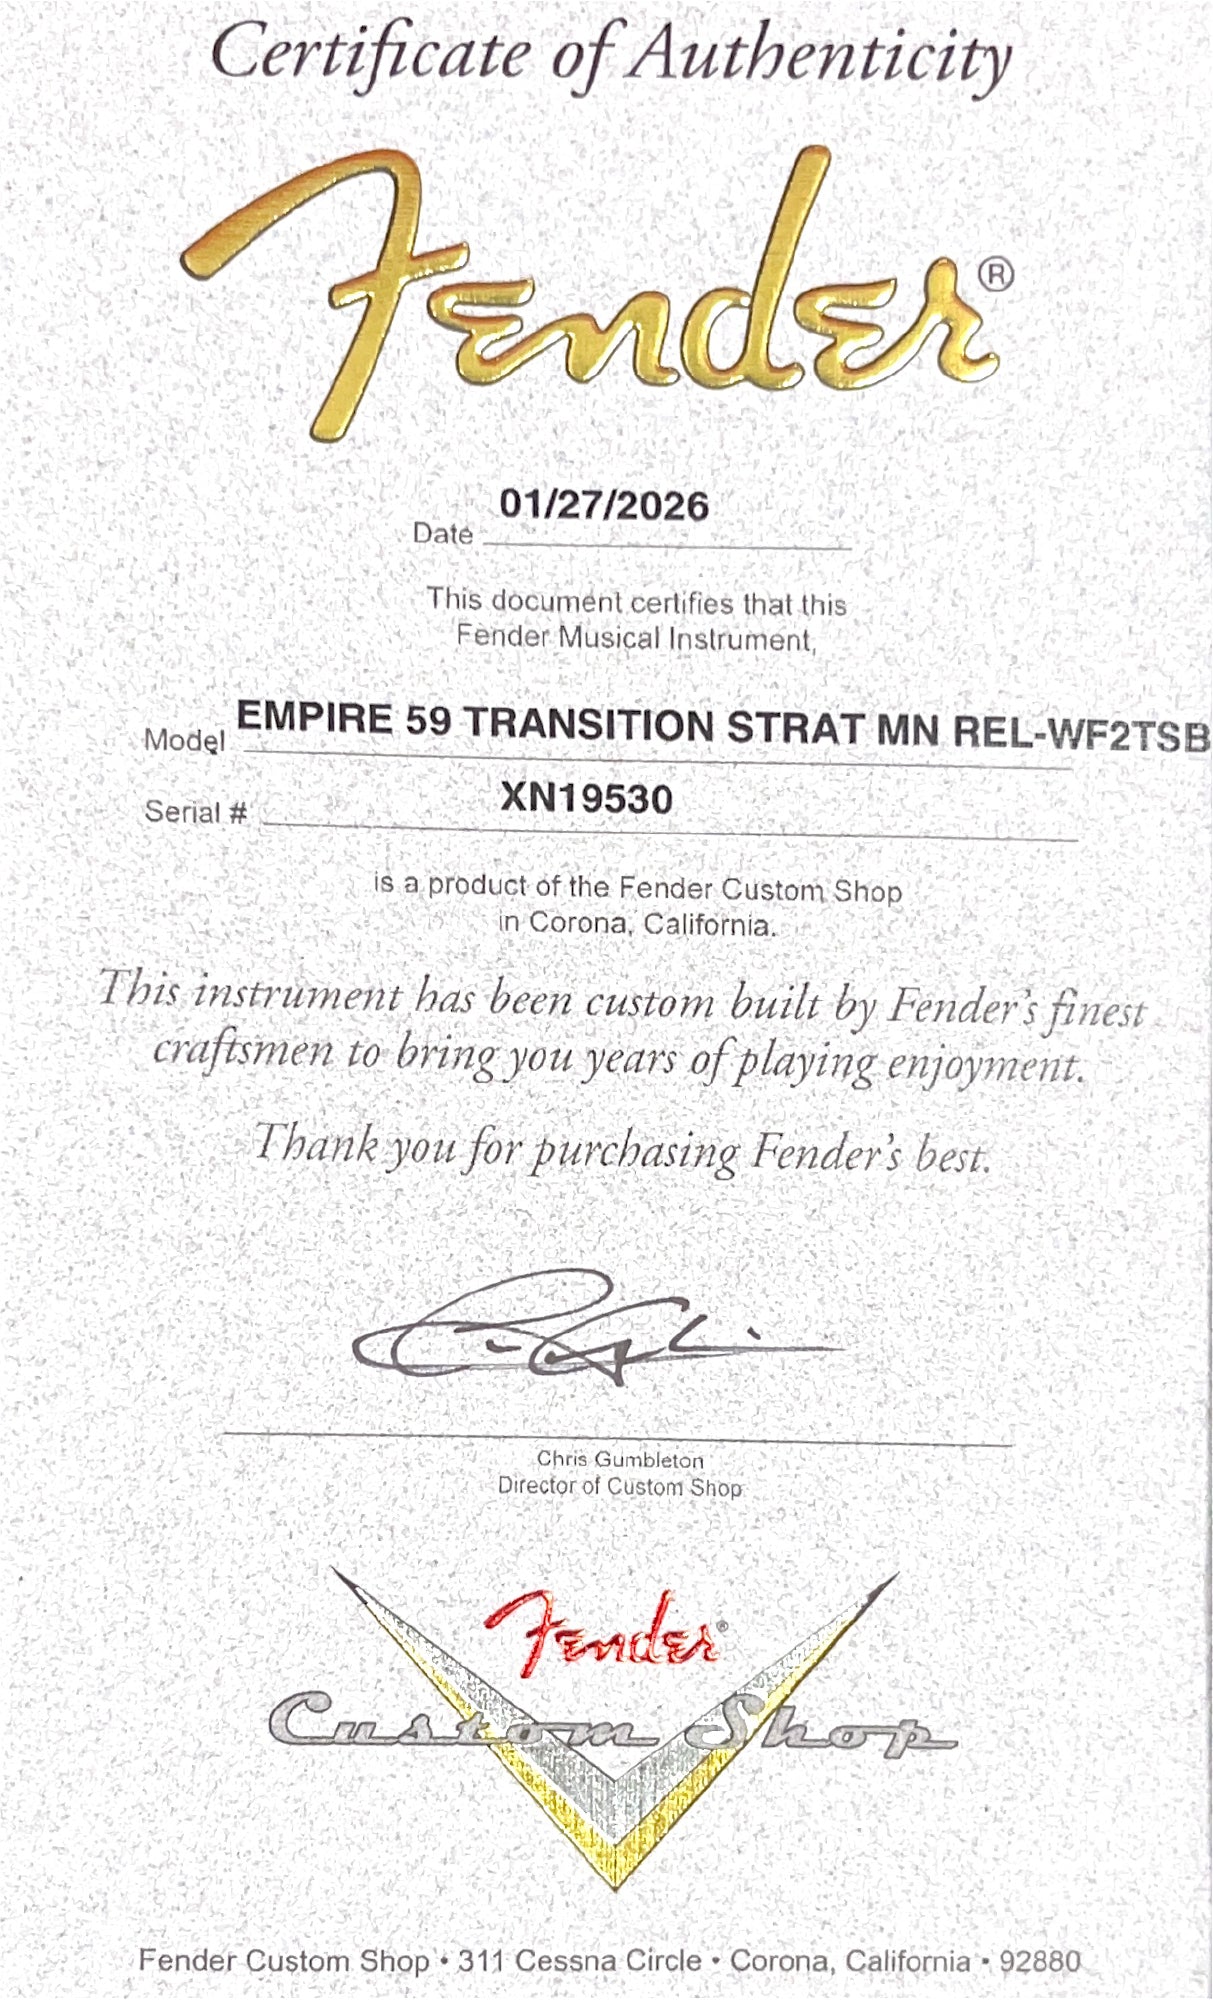 Certificate of Authenticity
Fender®
Date 01/27/2026
This document certifies that this
Fender Musical Instrument,
Model EMPIRE 59 TRANSITION STRAT MN REL-WF2TSB
Serial # XN19530
is a product of the Fender Custom Shop
in Corona, California.
This instrument has been custom built by Fender's finest
craftsmen to bring you years of playing enjoyment.
Thank you for purchasing Fender's best.
Chris Gumbleton
Director of Custom Shop
Fender®
Custom Shop
Fender Custom Shop • 311 Cessna Circle • Corona, California • 92880